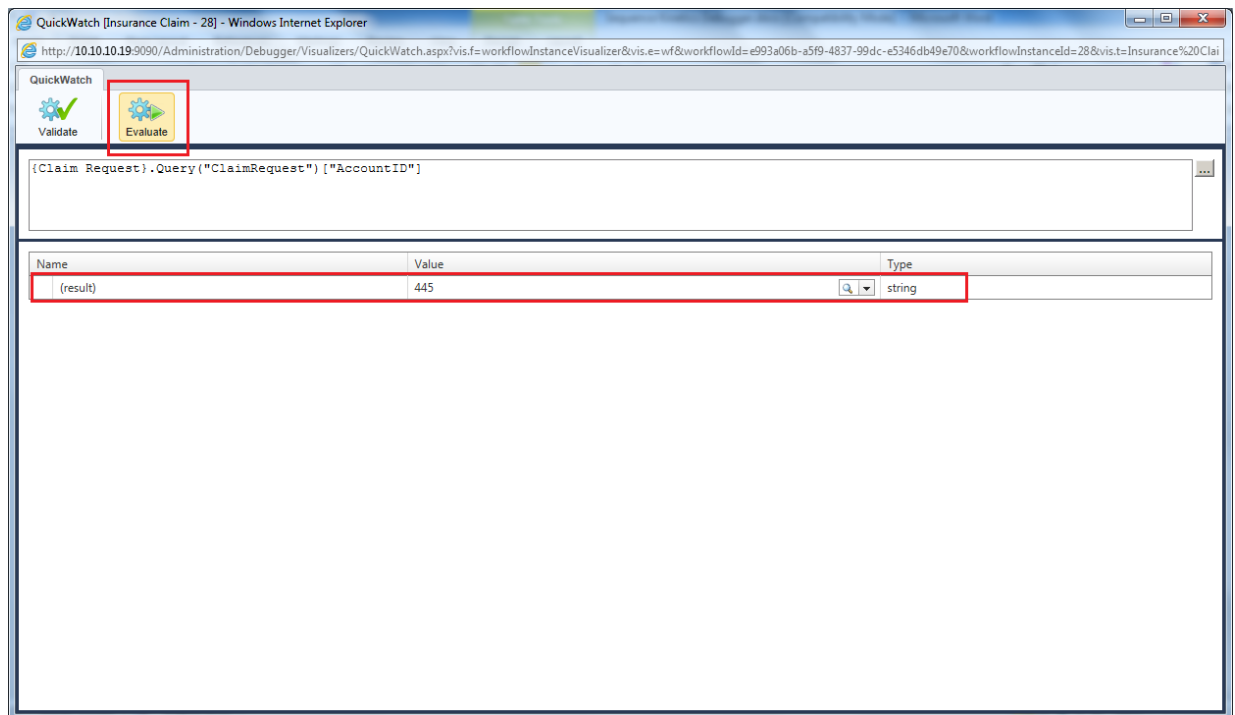 QuickWatch [Insurance Claim - 28] - Windows Internet Explorer
http://10.10.10.19:9090/Administration/Debugger/Visualizers/QuickWatch.aspx?vis.f=workflowInstanceVisualizer&vis.e=wf&workflowId=e993a06b-a5f9-4837-99dc-e5346db49e70&workflowInstanceId=28&vis.t=Insurance%20Clai
QuickWatch
Validate Evaluate
{Claim Request}.Query("ClaimRequest")["AccountID"]
...
Name Value Type
(result) 445 string